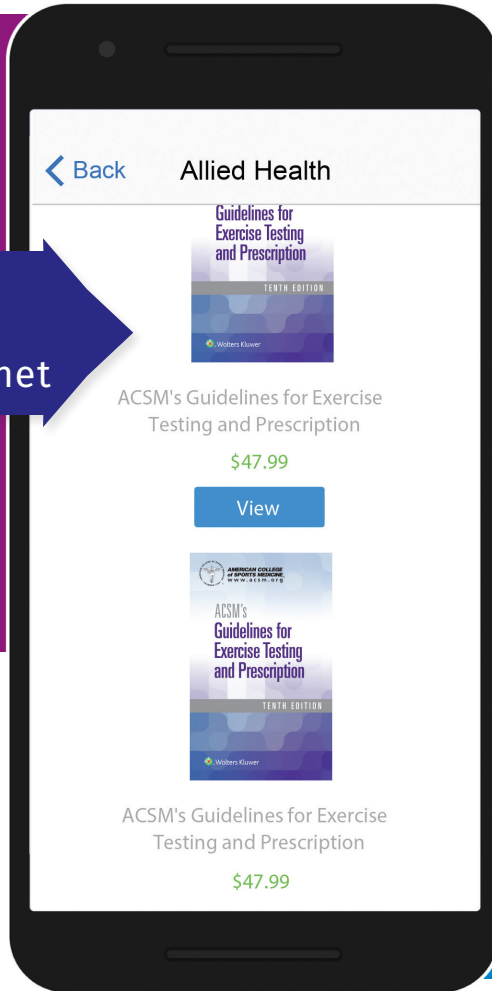 Back Allied Health
Guidelines for
Exercise Testing
and Prescription
TENTH EDITION
Wolters Kluwer
net
ACSM's Guidelines for Exercise
Testing and Prescription
$47.99
View
AMERICAN COLLEGE
of SPORTS MEDICINE
www.acsm.org
ACSM's
Guidelines for
Exercise Testing
and Prescription
TENTH EDITION
Wolters Kluwer
ACSM's Guidelines for Exercise
Testing and Prescription
$47.99